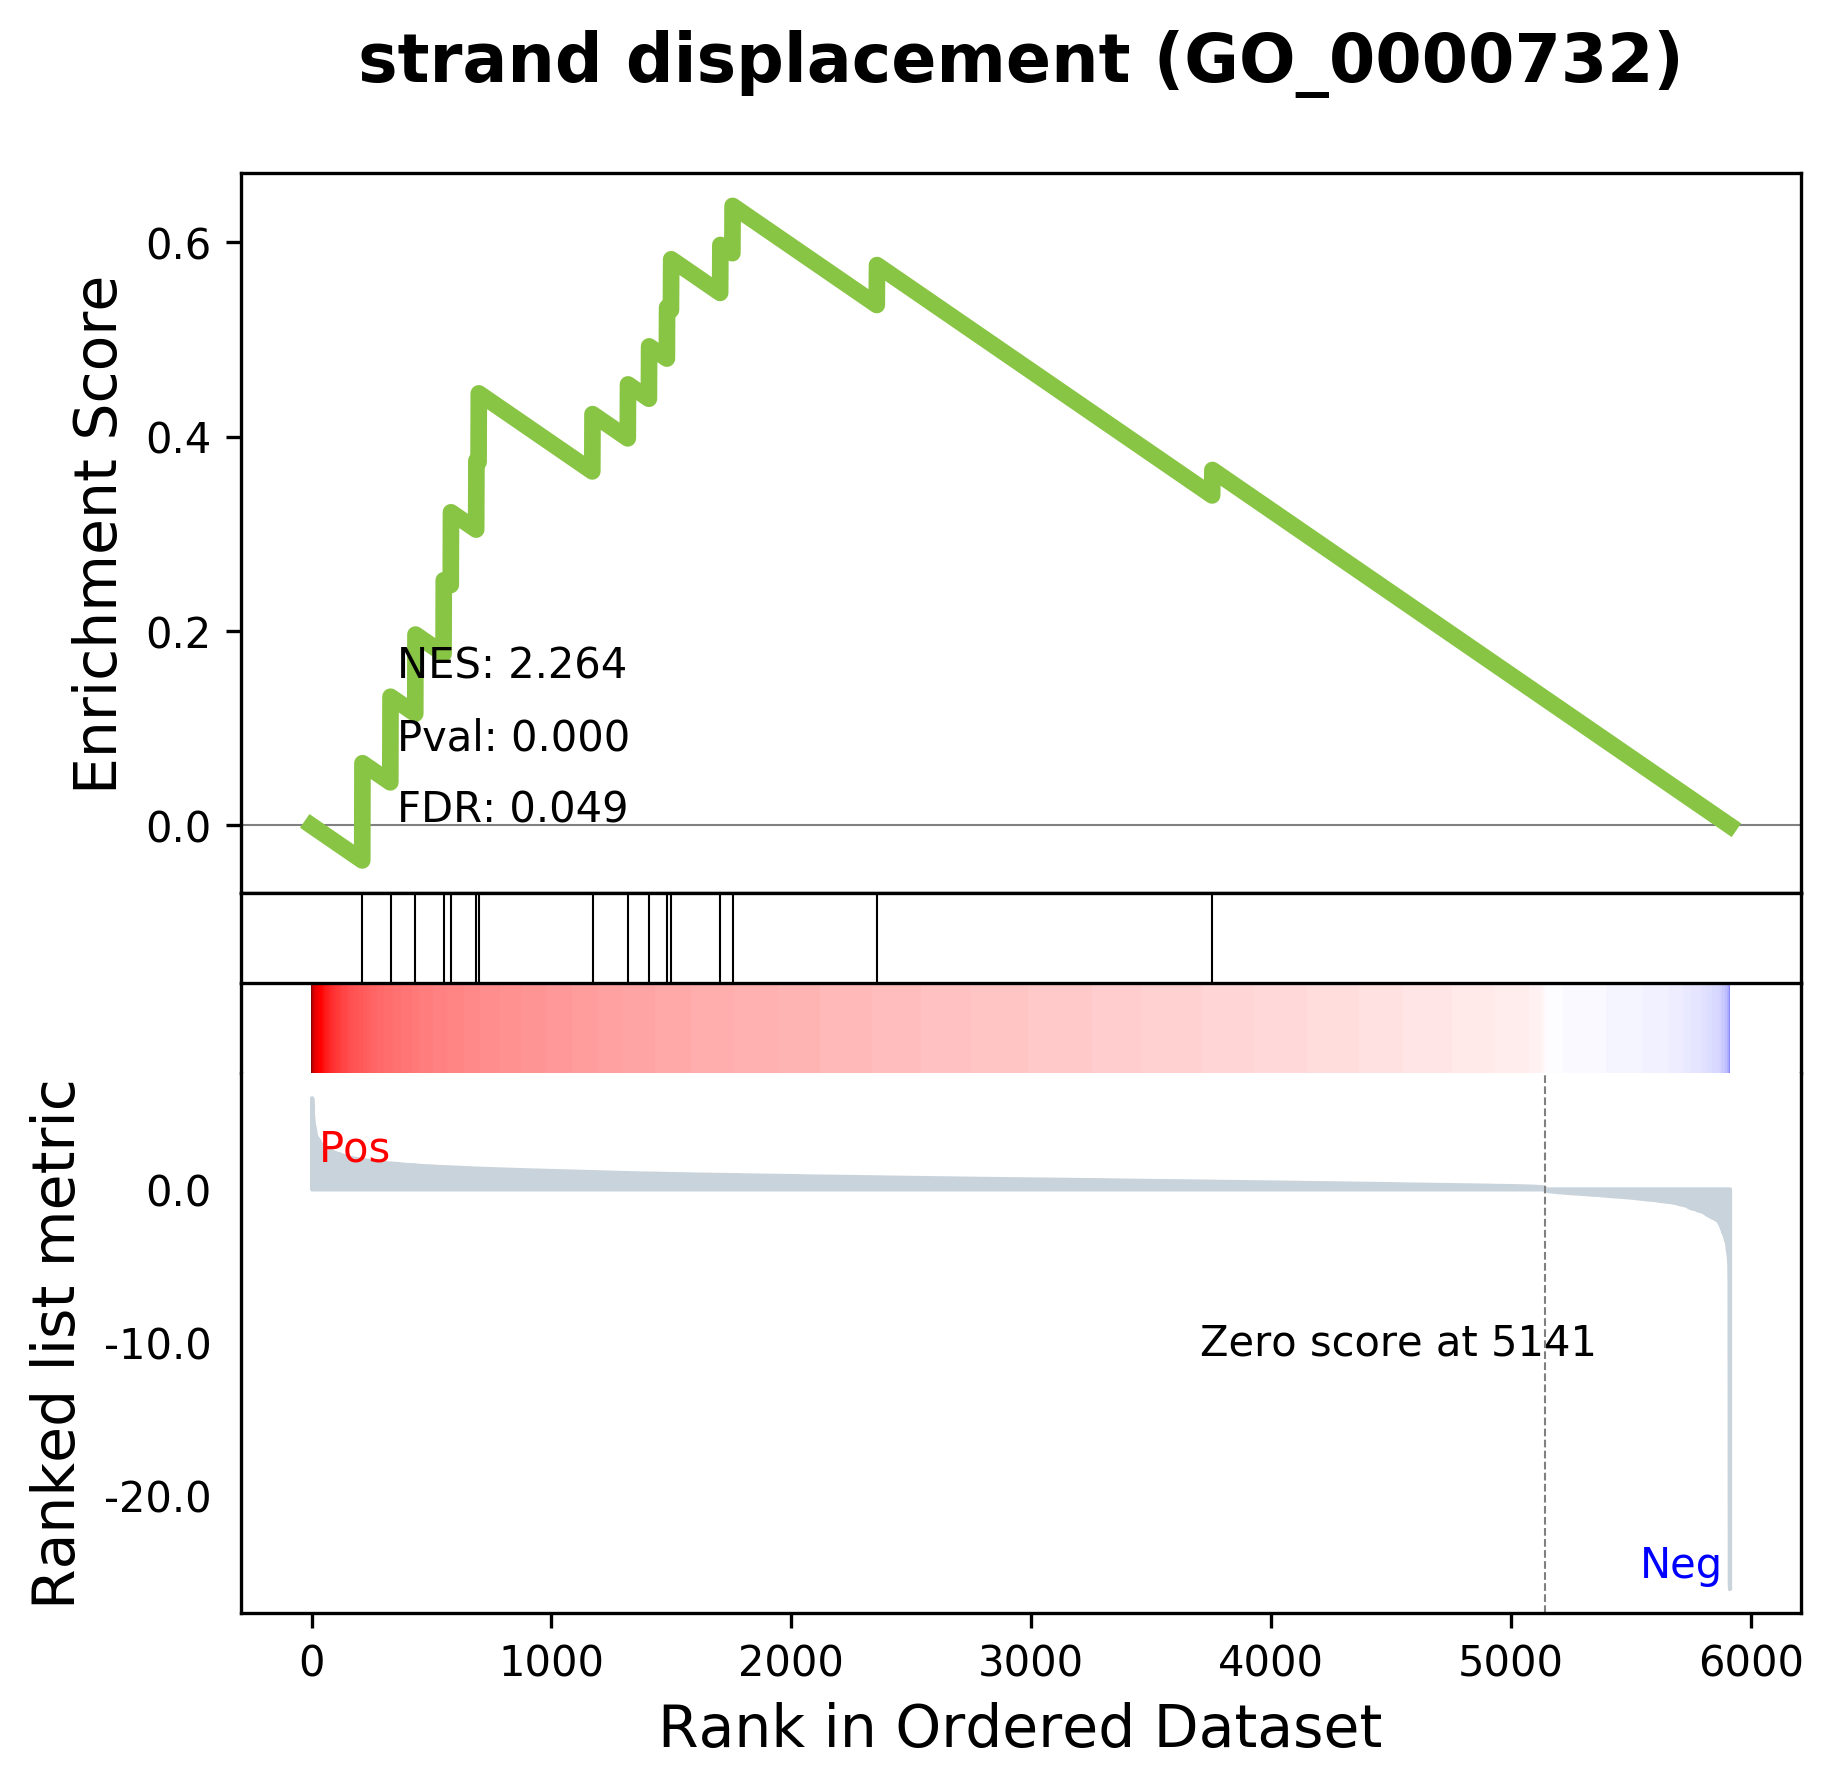 strand displacement (GO_0000732)
Enrichment Score
0.6
0.4
0.2
0.0
NES: 2.264
Pval: 0.000
FDR: 0.049
Ranked list metric
Pos
0.0
-10.0
-20.0
Zero score at 5141
Neg
0 1000 2000 3000 4000 5000 6000
Rank in Ordered Dataset